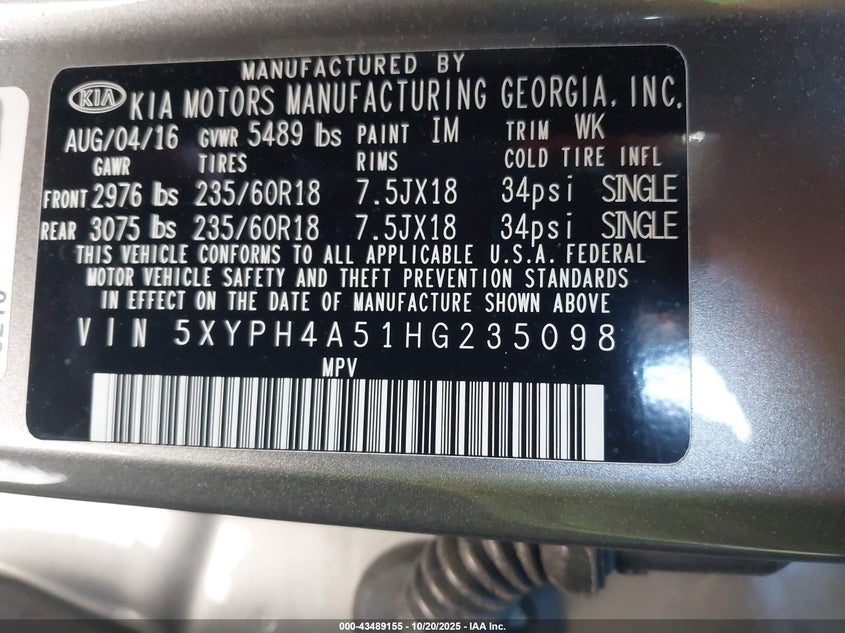 MANUFACTURED BY
KIA KIA MOTORS MANUFACTURING GEORGIA, INC.
AUG/04/16 GVWR 5489 lbs PAINT IM TRIM WK
GAWR TIRES RIMS COLD TIRE INFL
FRONT 2976 lbs 235/60R18 7.5JX18 34psi SINGLE
REAR 3075 lbs 235/60R18 7.5JX18 34psi SINGLE
THIS VEHICLE CONFORMS TO ALL APPLICABLE U.S.A. FEDERAL
MOTOR VEHICLE SAFETY AND THEFT PREVENTION STANDARDS
IN EFFECT ON THE DATE OF MANUFACTURE SHOWN ABOVE
VIN 5XYPH4A51HG235098
MPV
000-43489155 - 10/20/2025 - IAA Inc.